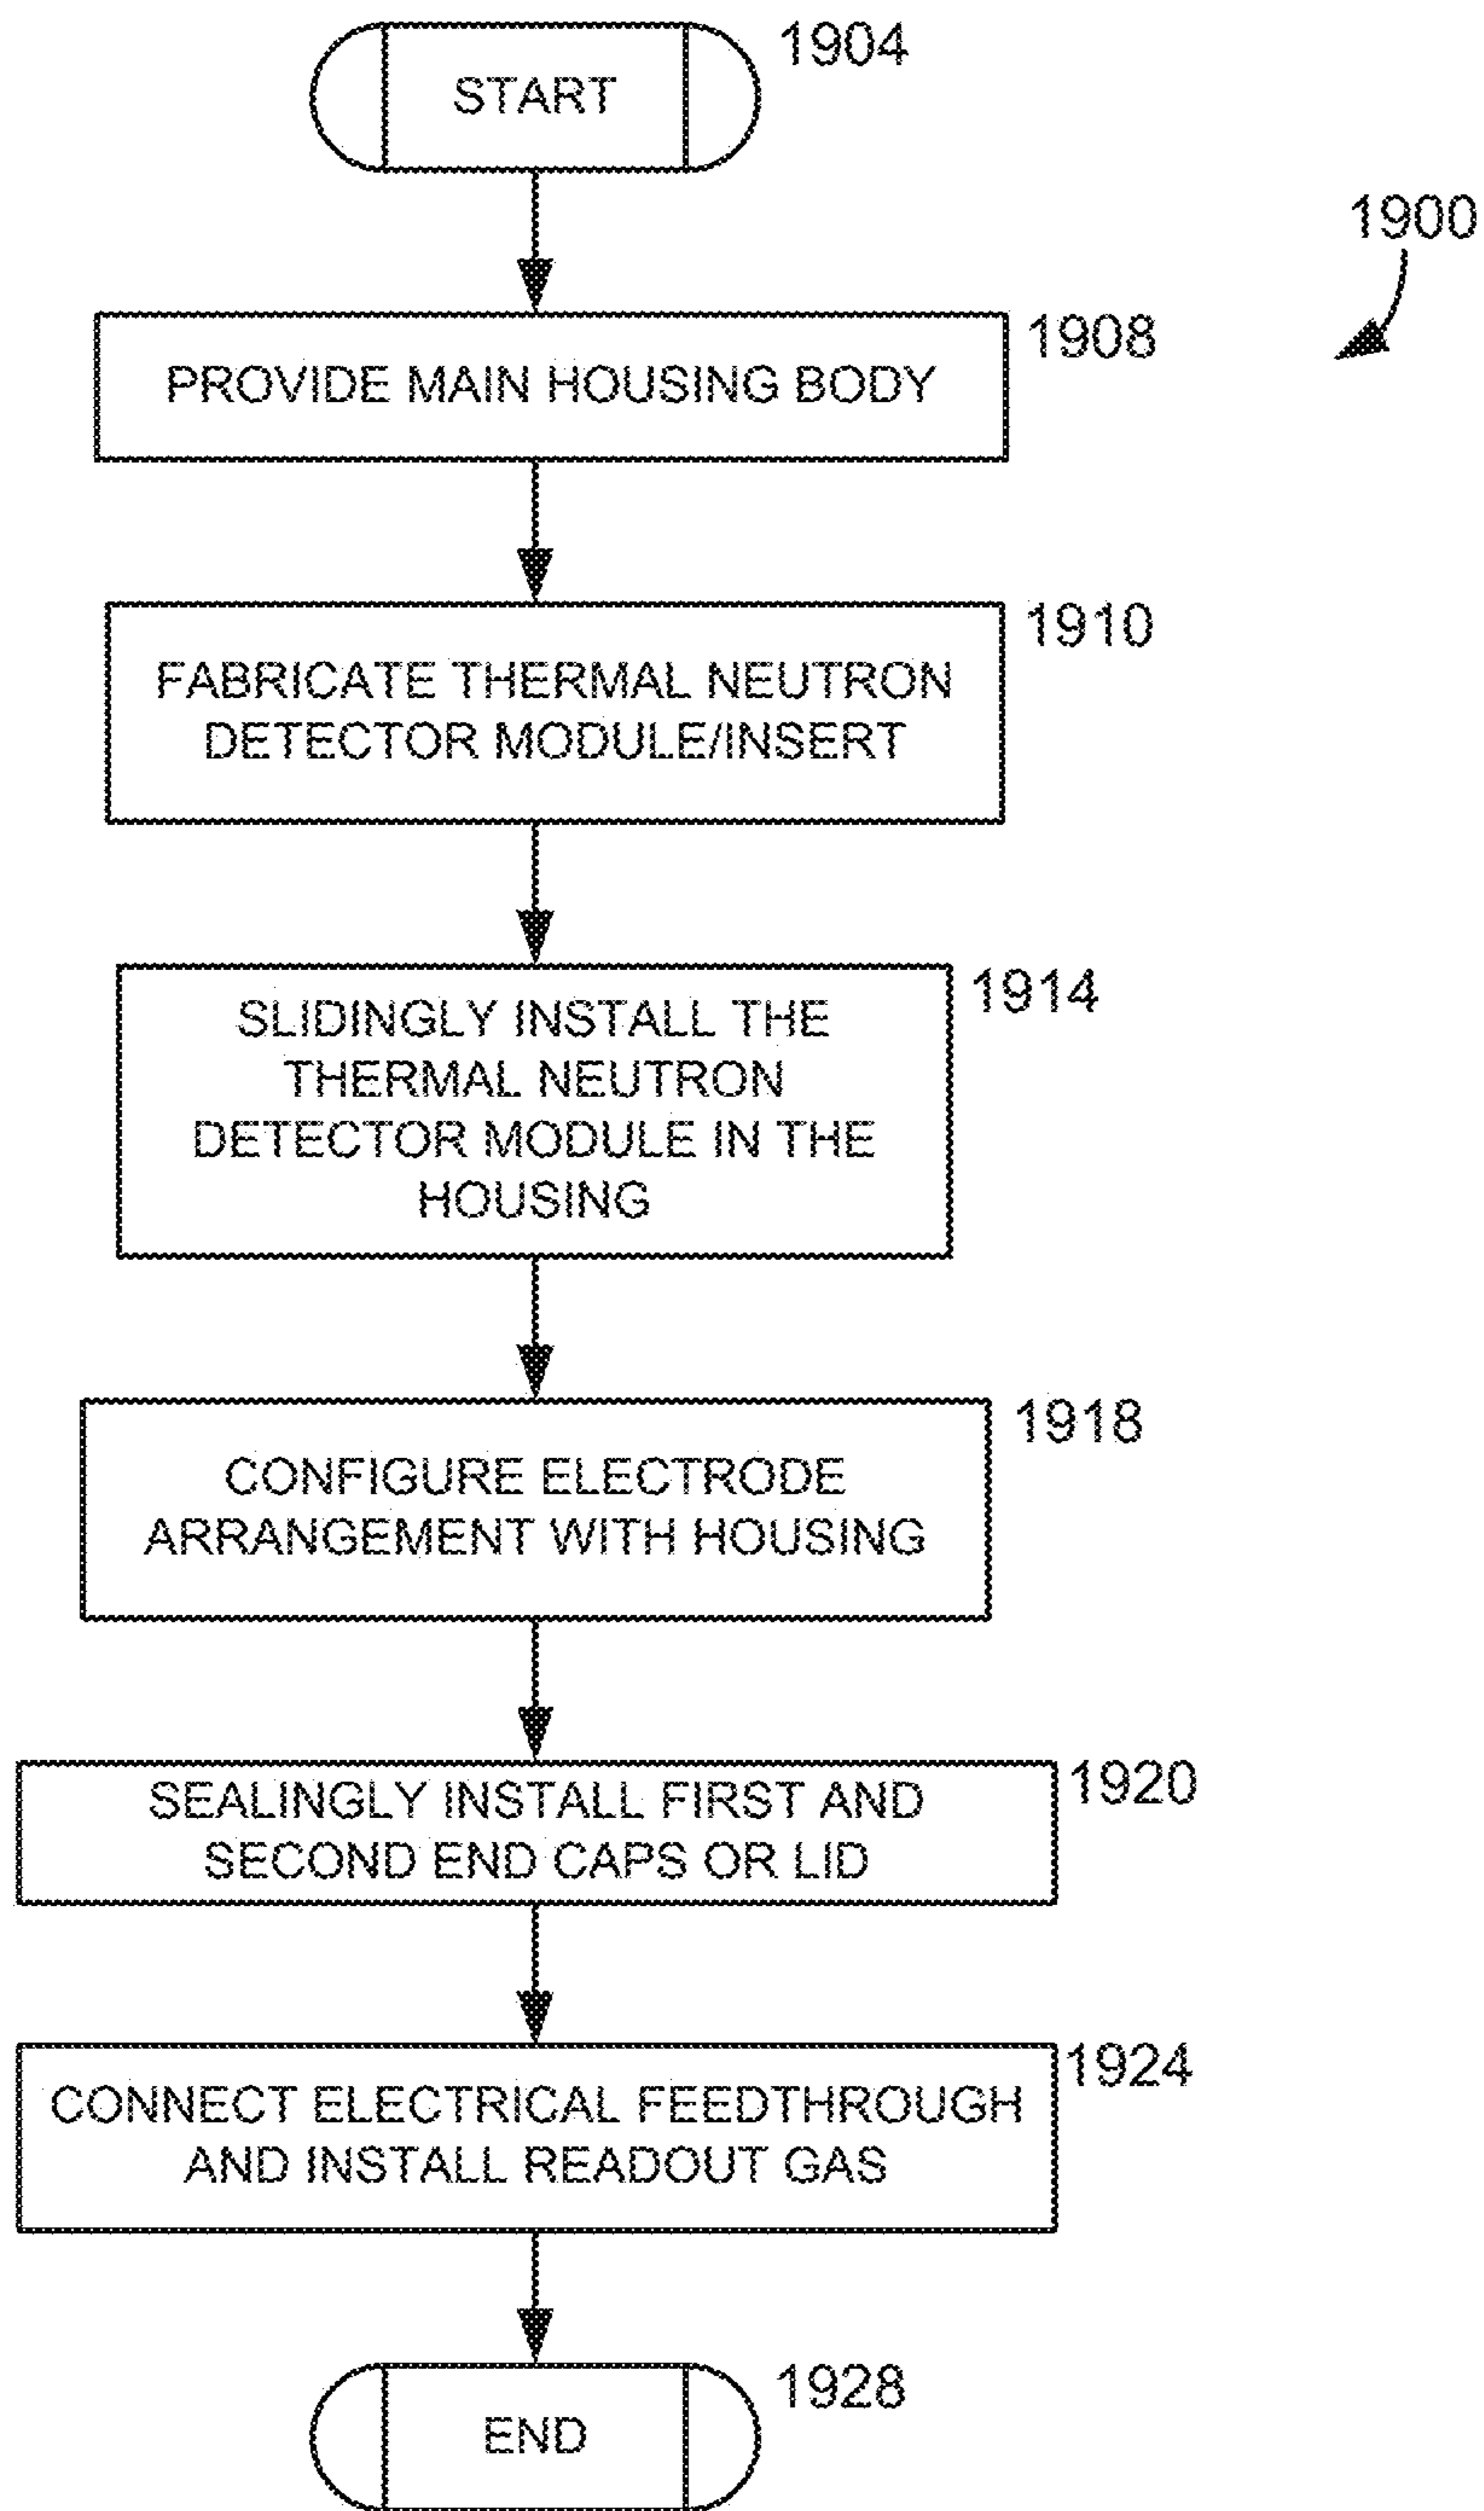 START
1904
1900
PROVIDE MAIN HOUSING BODY
1908
FABRICATE THERMAL NEUTRON
DETECTOR MODULE/INSERT
1910
SLIDINGLY INSTALL THE
THERMAL NEUTRON
DETECTOR MODULE IN THE
HOUSING
1914
CONFIGURE ELECTRODE
ARRANGEMENT WITH HOUSING
1918
SEALINGLY INSTALL FIRST AND
SECOND END CAPS OR LID
1920
CONNECT ELECTRICAL FEEDTHROUGH
AND INSTALL READOUT GAS
1924
END
1928